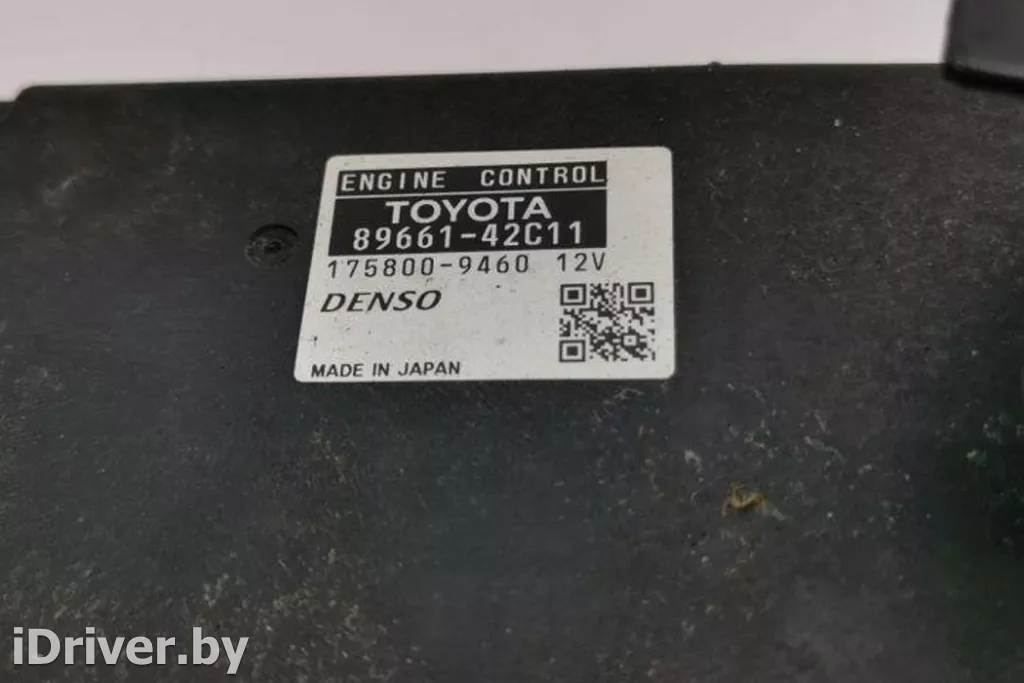 ENGINE CONTROL
TOYOTA
89661-42C11
175800-9460 12V
DENSO
MADE IN JAPAN
iDriver.by